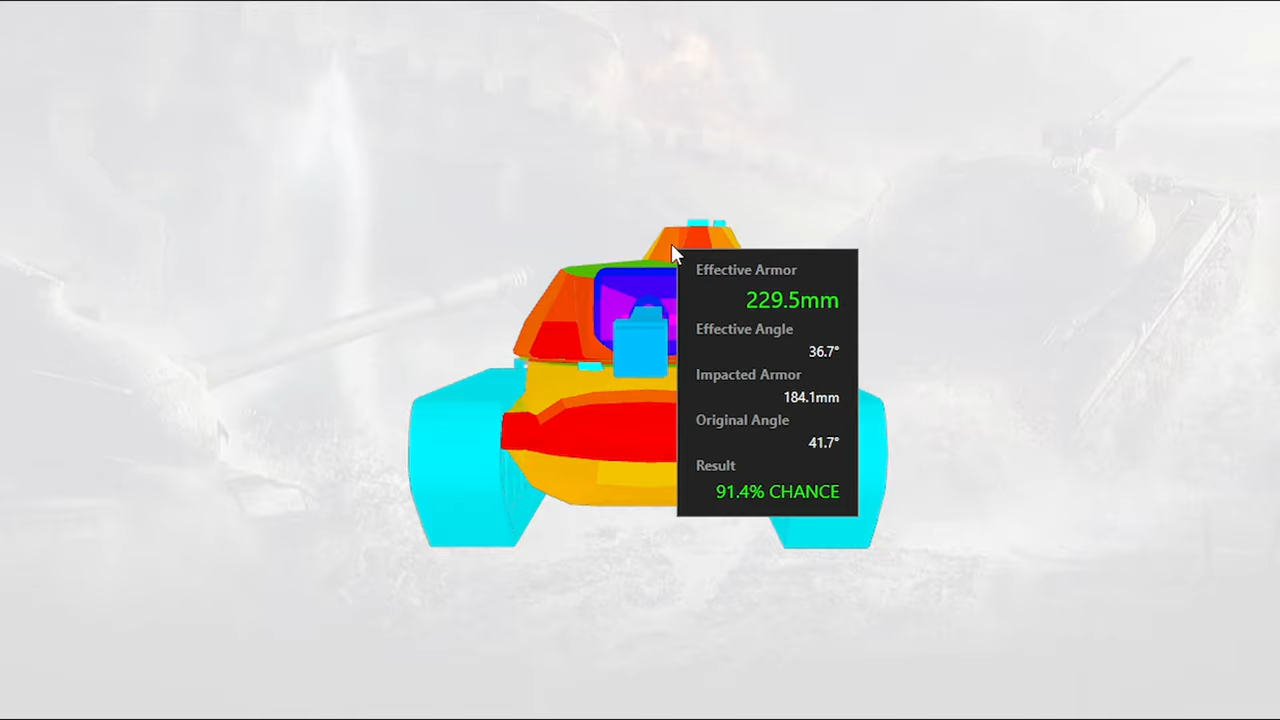 Effective Armor
229.5mm
Effective Angle
36.7°
Impacted Armor
184.1mm
Original Angle
41.7°
Result
91.4% CHANCE